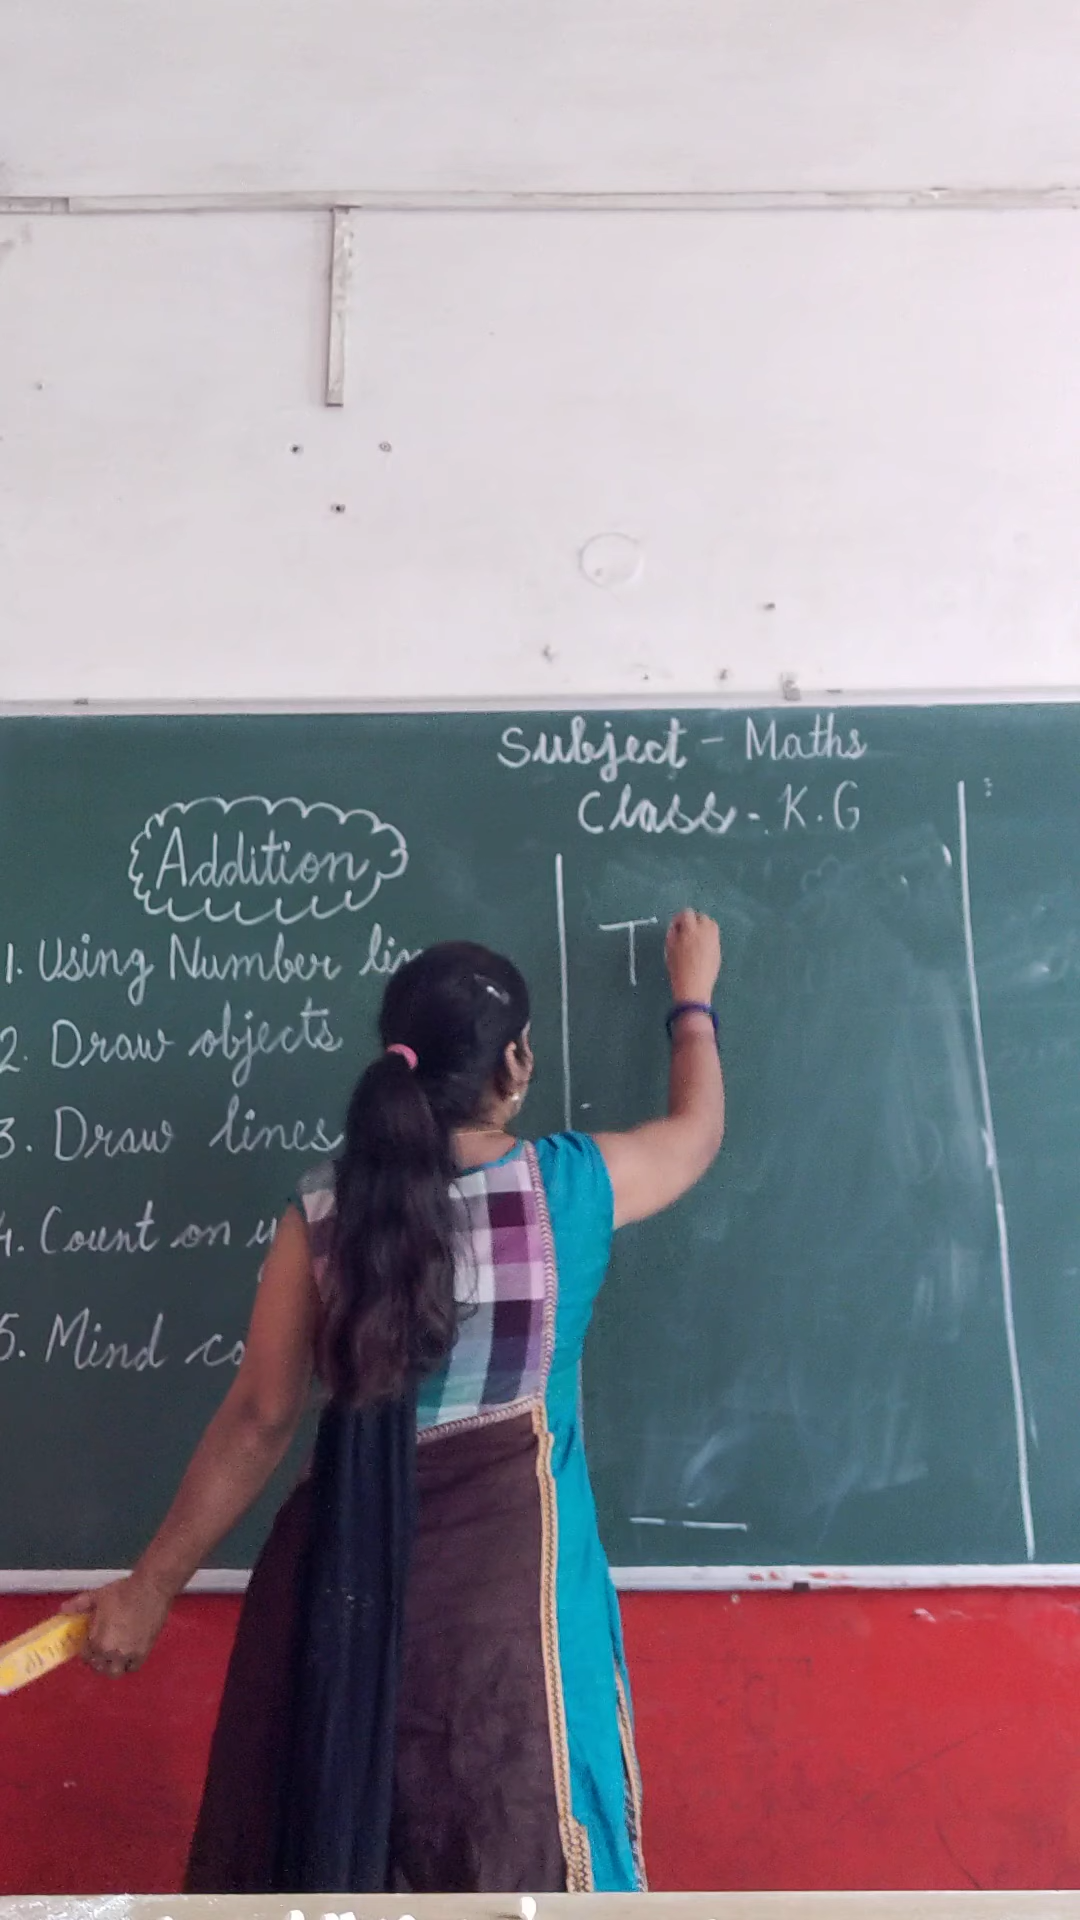 Subject - Maths
Class - K.G
Addition
1. Using Number
2. Draw objects
3. Draw lines
4. Count on
5. Mind
T